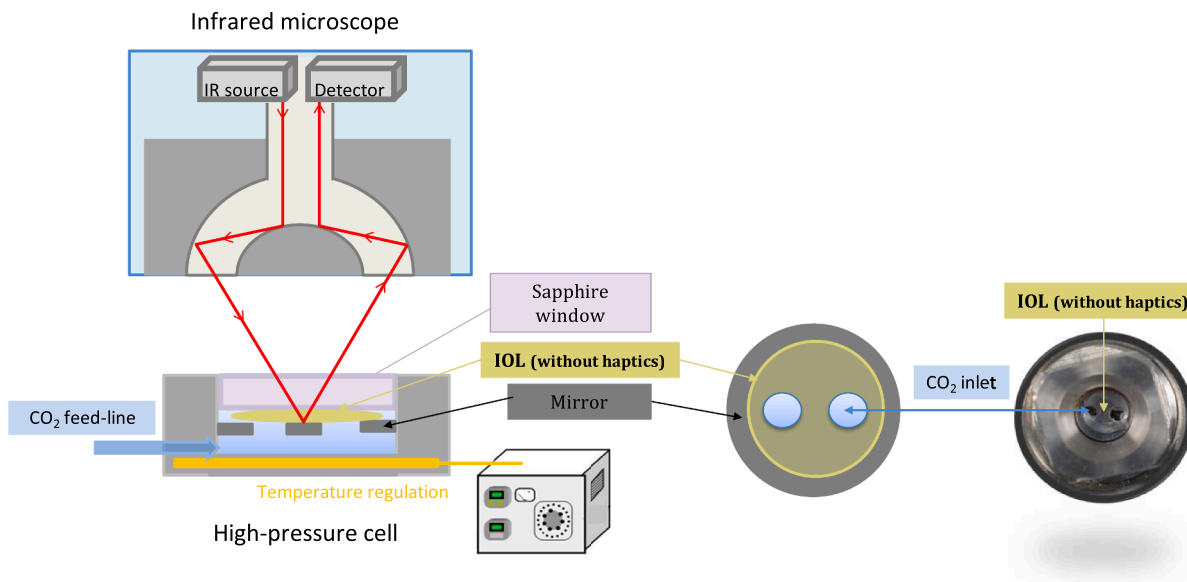 Infrared microscope
IR source
Detector
Sapphire
window
IOL (without haptics)
IOL (without haptics)
CO₂ inlet
Mirror
CO₂ feed-line
Temperature regulation
High-pressure cell